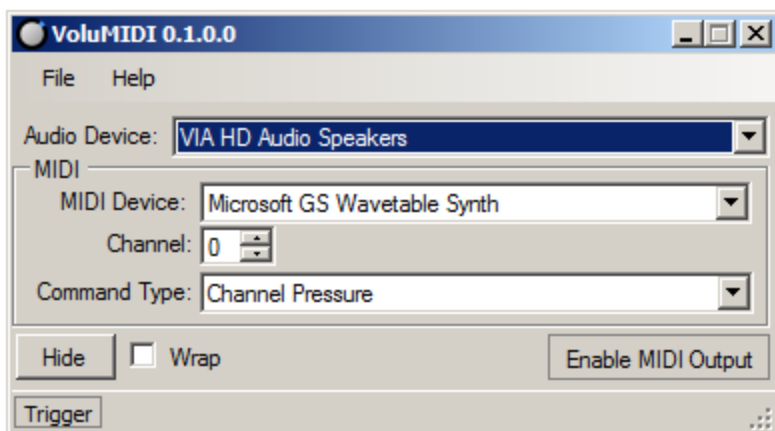 VoluMIDI 0.1.0.0
File Help
Audio Device: VIA HD Audio Speakers
MIDI
MIDI Device: Microsoft GS Wavetable Synth
Channel: 0
Command Type: Channel Pressure
Hide Wrap Enable MIDI Output
Trigger